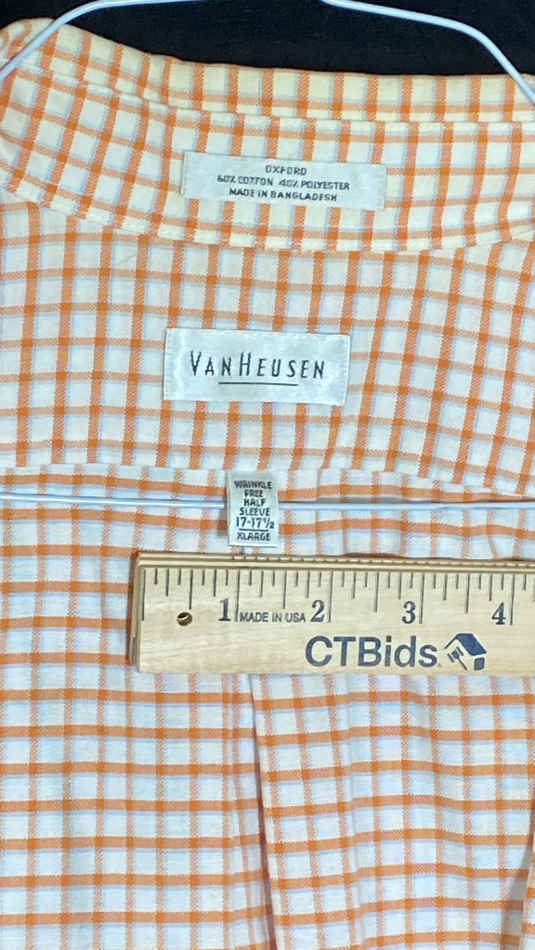 OXFORD
60% COTTON 40% POLYESTER
MADE IN BANGLADESH
VANHEUSEN
WRINKLE
FREE
HALF
SLEEVE
17-17½
XLARGE
1 MADE IN USA 2 3 4
CTBids